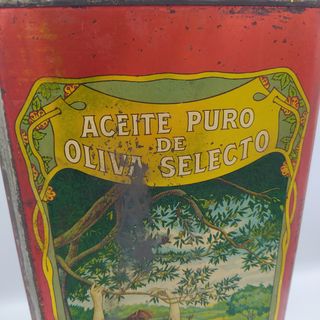 ACEITE PURO
DE
OLIVA SELECTO